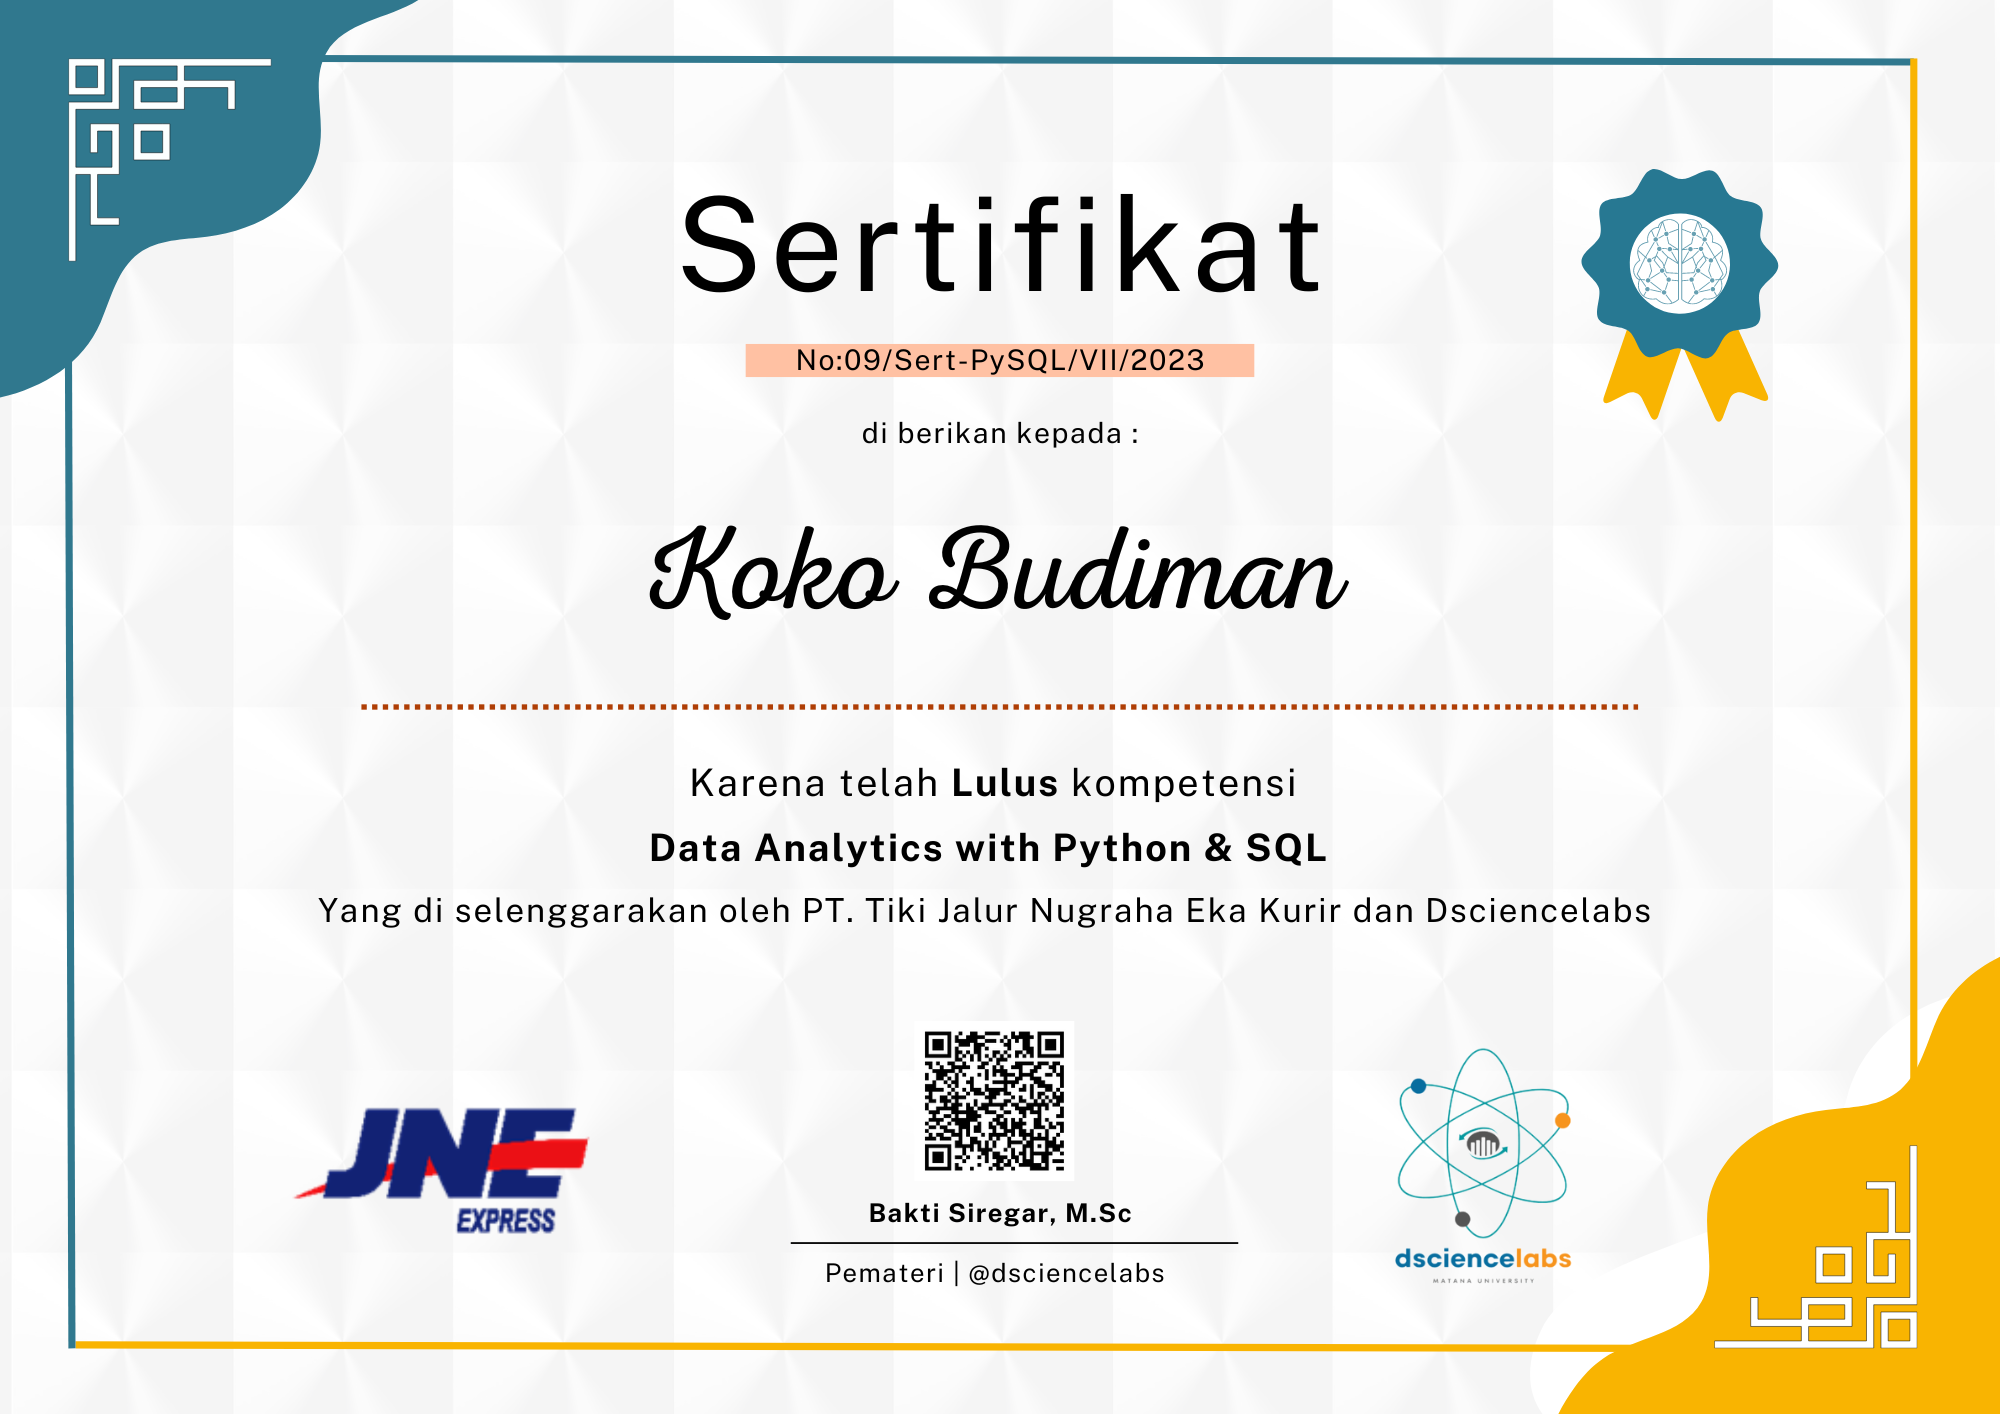 Sertifikat
No:09/Sert-PySQL/VII/2023
di berikan kepada :
Koko Budiman
Karena telah Lulus kompetensi
Data Analytics with Python & SQL
Yang di selenggarakan oleh PT. Tiki Jalur Nugraha Eka Kurir dan Dsciencelabs
JNE
EXPRESS
Bakti Siregar, M.Sc
Pemateri | @dsciencelabs
dsciencelabs
MATANA UNIVERSITY